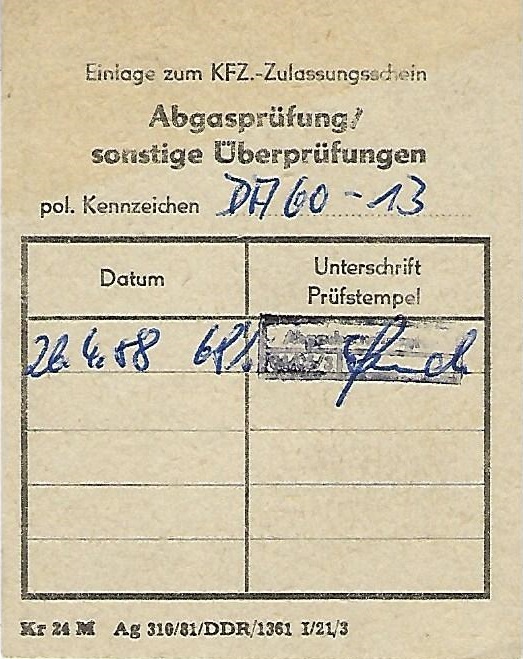 Einlage zum KFZ.-Zulassungsschein
Abgasprüfung/
sonstige Überprüfungen
pol. Kennzeichen DA 60-13
Datum
Unterschrift
Prüfstempel
26.4.88
Kr 24 M Ag 310/81/DDR/1361 I/21/3